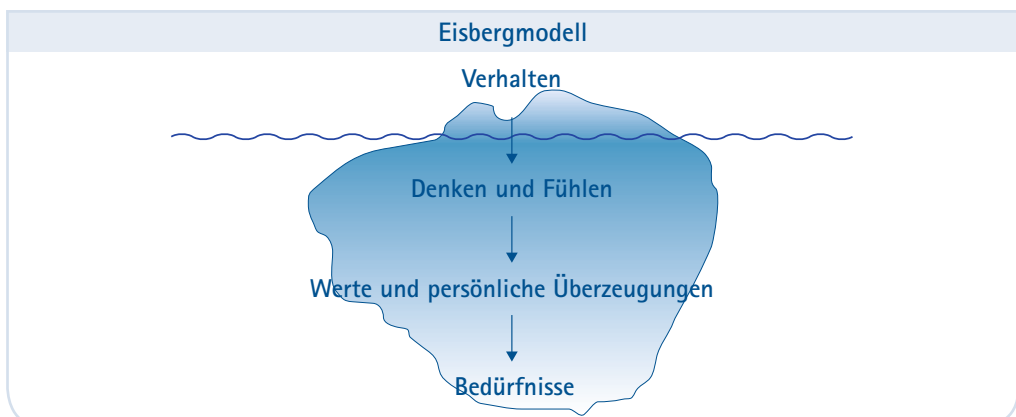 Eisbergmodell
Verhalten
Denken und Fühlen
Werte und persönliche Überzeugungen
Bedürfnisse